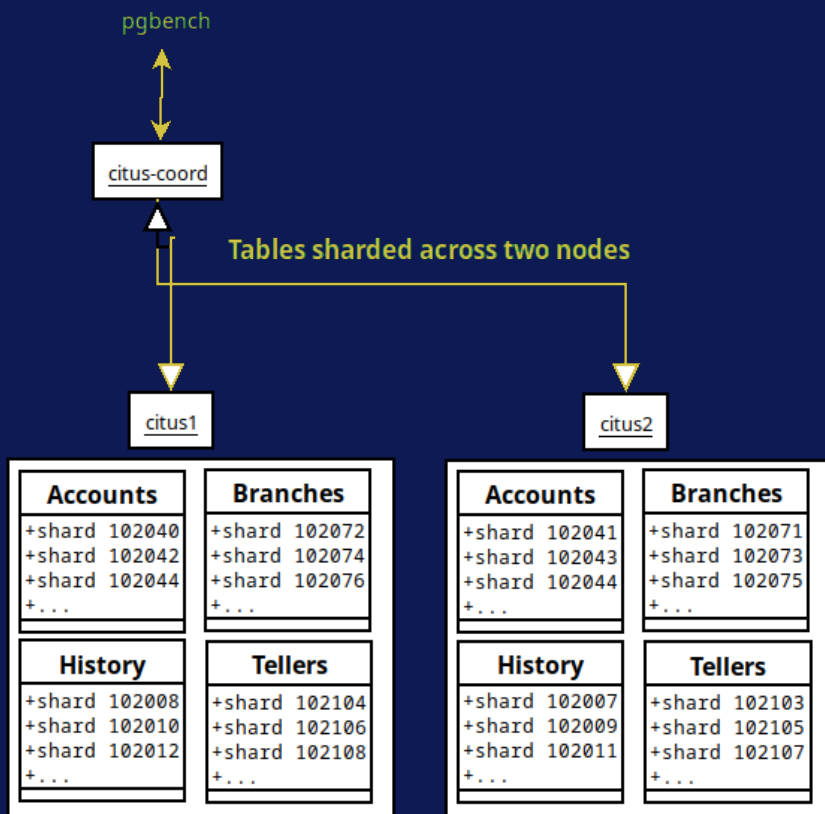 pgbench
citus-coord
Tables sharded across two nodes
citus1
citus2
Accounts
+shard 102040
+shard 102042
+shard 102044
+...
Branches
+shard 102072
+shard 102074
+shard 102076
+...
History
+shard 102008
+shard 102010
+shard 102012
+...
Tellers
+shard 102104
+shard 102106
+shard 102108
+...
Accounts
+shard 102041
+shard 102043
+shard 102044
+...
Branches
+shard 102071
+shard 102073
+shard 102075
+...
History
+shard 102007
+shard 102009
+shard 102011
+...
Tellers
+shard 102103
+shard 102105
+shard 102107
+...